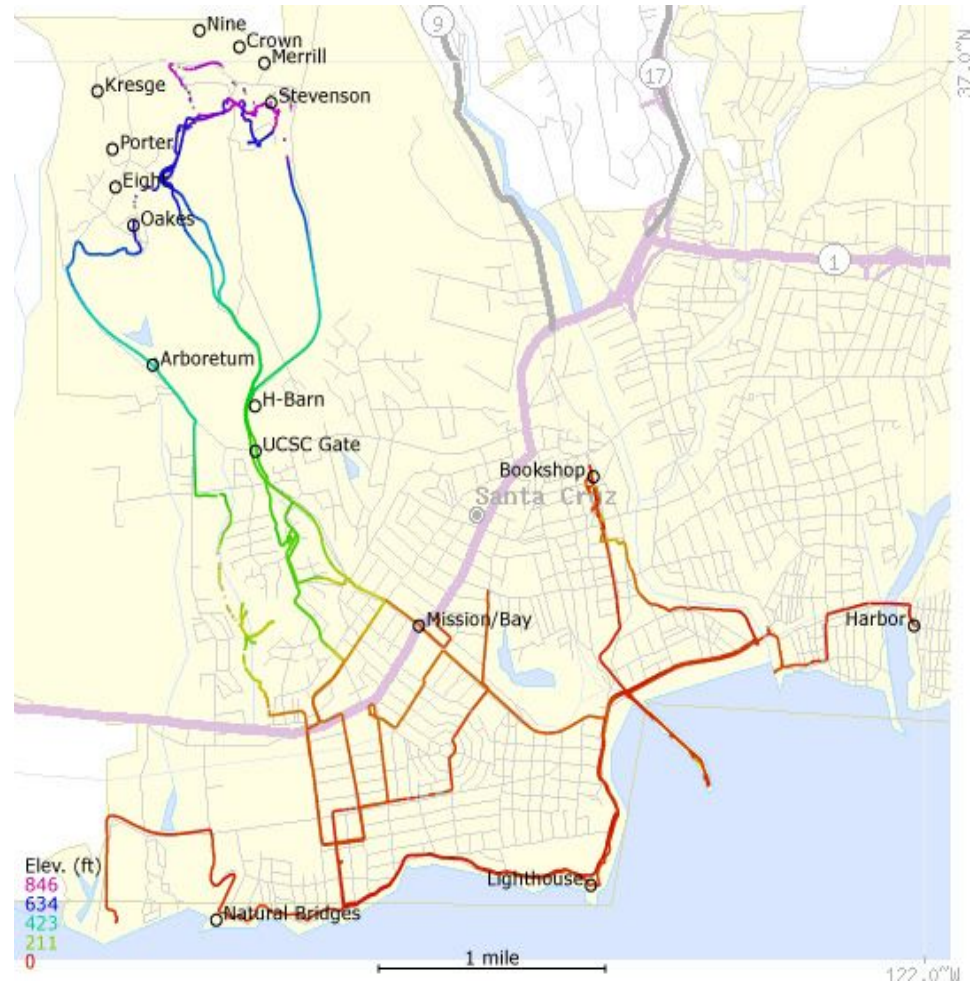 Nine
9
Crown
Merrill
37.0°N
17
Kresge
Stevenson
Porter
Eight
Oakes
1
Arboretum
H-Barn
UCSC Gate
Bookshop
Santa Cruz
Mission/Bay
Harbor
Elev. (ft)
846
634
423
211
0
Lighthouse
Natural Bridges
1 mile
122.0°W